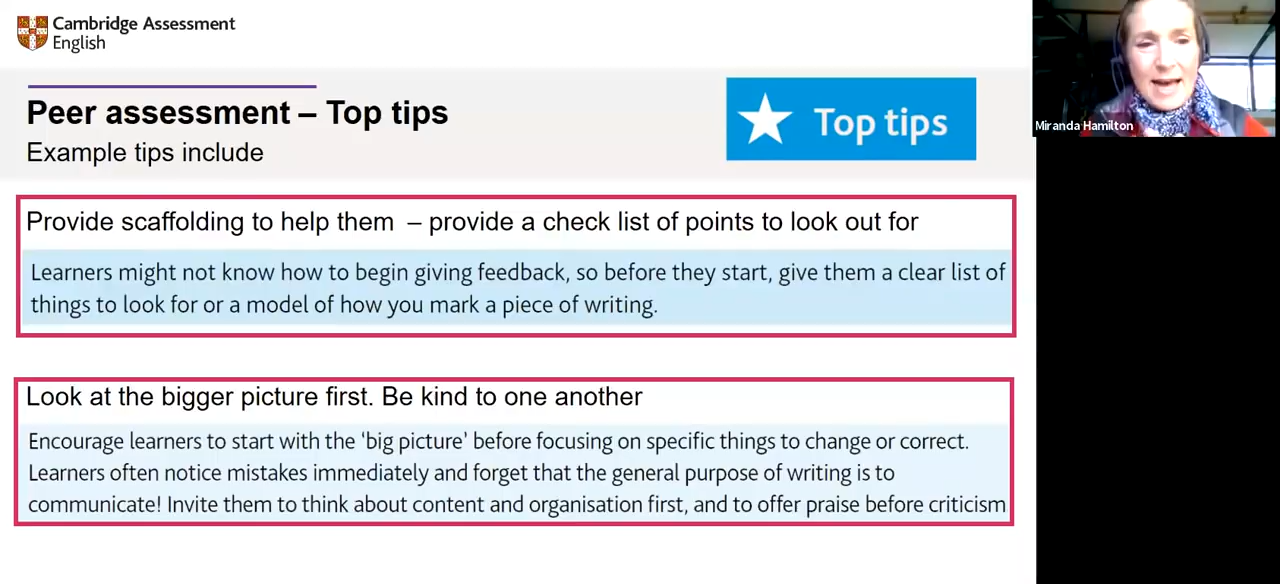 Cambridge Assessment
English
Peer assessment – Top tips
Example tips include
Top tips
Miranda Hamilton
Provide scaffolding to help them – provide a check list of points to look out for
Learners might not know how to begin giving feedback, so before they start, give them a clear list of
things to look for or a model of how you mark a piece of writing.
Look at the bigger picture first. Be kind to one another
Encourage learners to start with the ‘big picture’ before focusing on specific things to change or correct.
Learners often notice mistakes immediately and forget that the general purpose of writing is to
communicate! Invite them to think about content and organisation first, and to offer praise before criticism